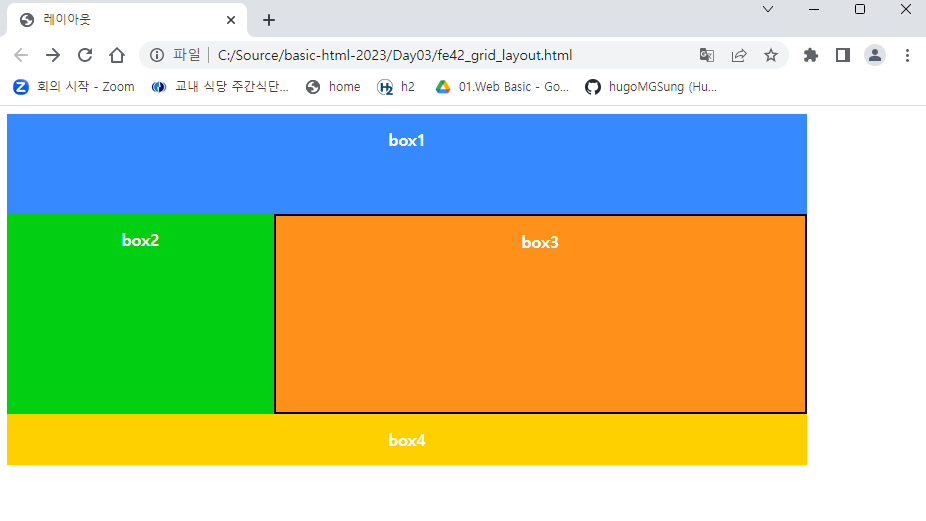 레이아웃
파일 C:/Source/basic-html-2023/Day03/fe42_grid_layout.html
회의 시작 - Zoom 교내 식당 주간식단... home H2 h2 01.Web Basic - Go... hugoMGSung (Hu...
box1
box2 box3
box4